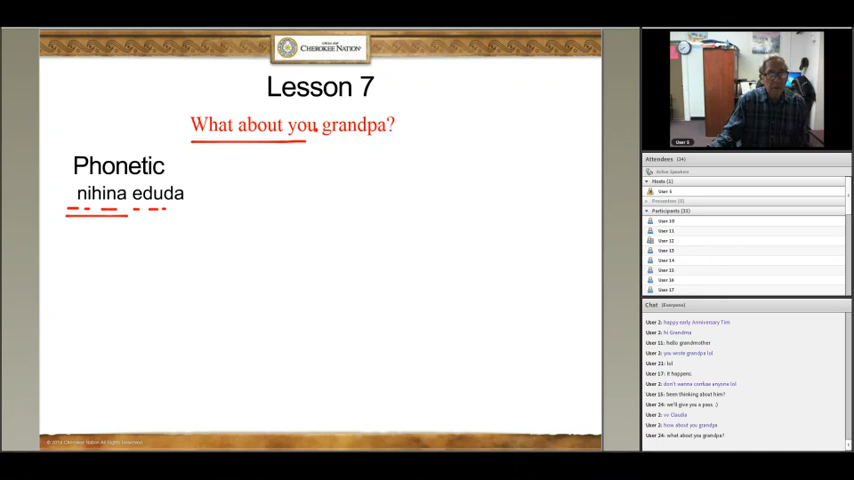 CHEROKEE NATION
Lesson 7
What about you, grandpa?
Phonetic
nihina eduda
© 2014 Cherokee Nation All Rights Reserved
User 5
Attendees (34)
Active Speakers
Hosts (1)
User 5
Presenters (0)
Participants (33)
User 10
User 11
User 12
User 13
User 14
User 15
User 16
User 17
Chat (Everyone)
User 2: happy early Anniversary Tim
User 2: hi Grandma
User 11: hello grandmother
User 2: you wrote grandpa lol
User 21: lol
User 17: it happens
User 2: don't wanna confuse anyone lol
User 15: been thinking about him?
User 24: we'll give you a pass :)
User 2: vv Claudia
User 2: how about you grandpa
User 24: what about you grandpa?